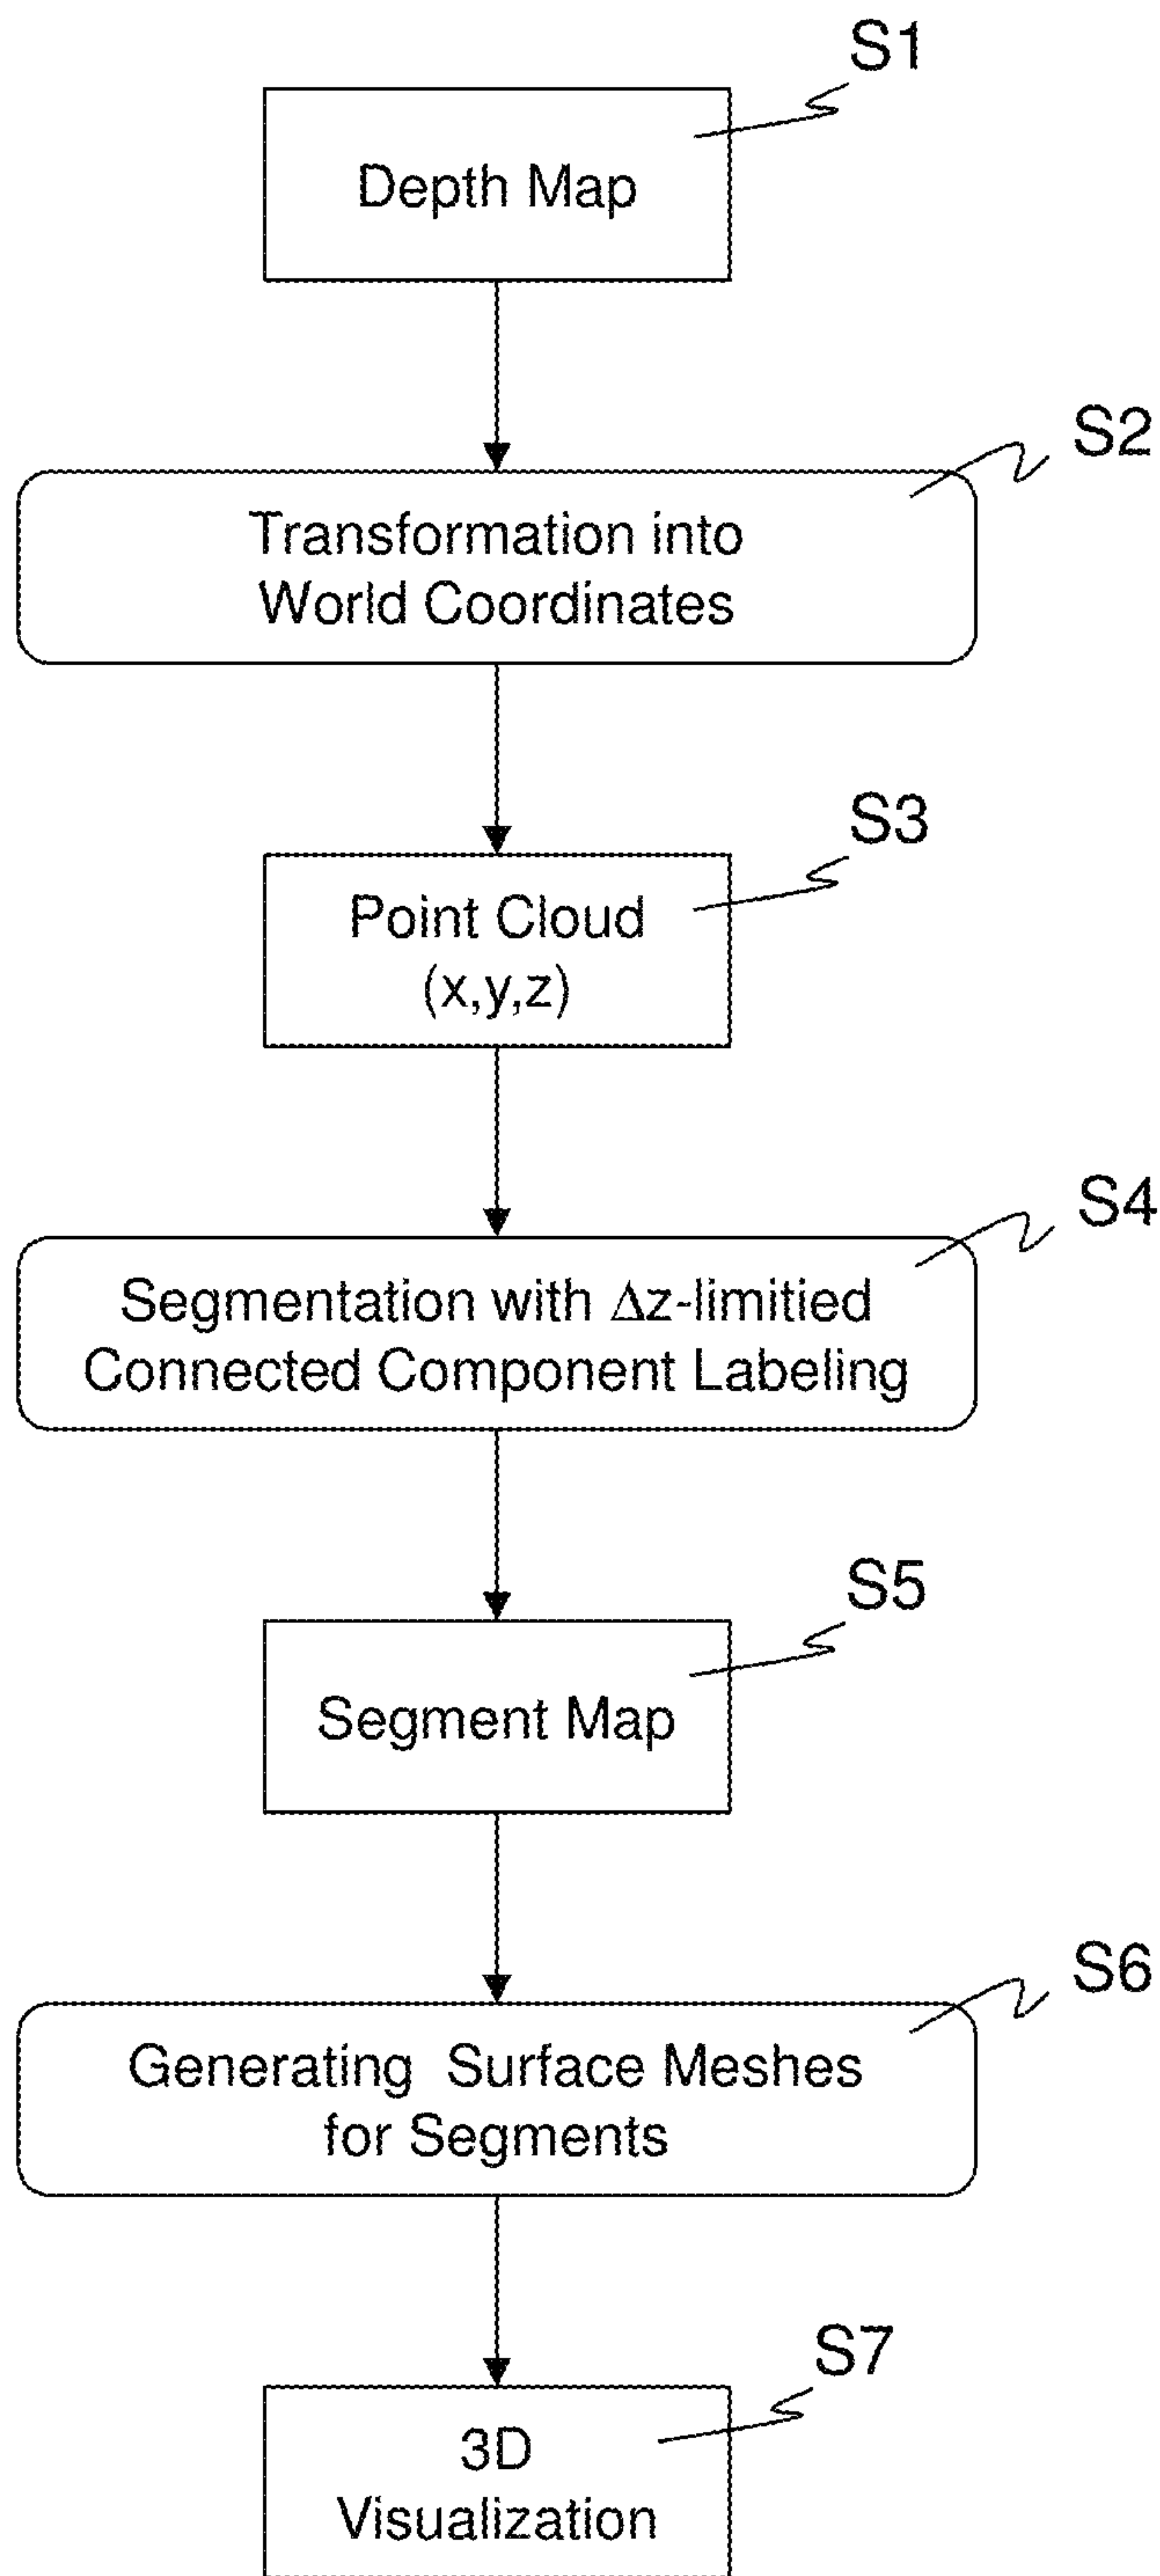 S1
Depth Map
S2
Transformation into
World Coordinates
S3
Point Cloud
(x,y,z)
S4
Segmentation with Δz-limitied
Connected Component Labeling
S5
Segment Map
S6
Generating Surface Meshes
for Segments
S7
3D
Visualization